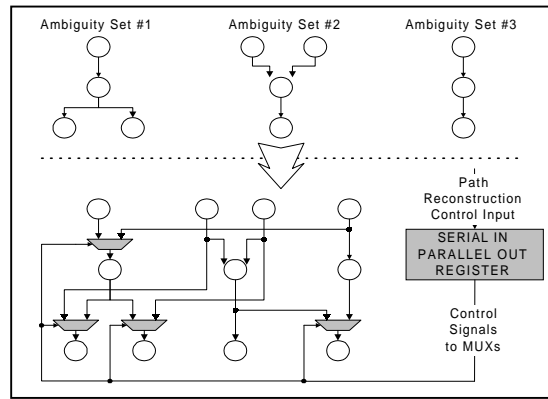 Ambiguity Set #1
Ambiguity Set #2
Ambiguity Set #3
Path
Reconstruction
Control Input
SERIAL IN
PARALLEL OUT
REGISTER
Control
Signals
to MUXs